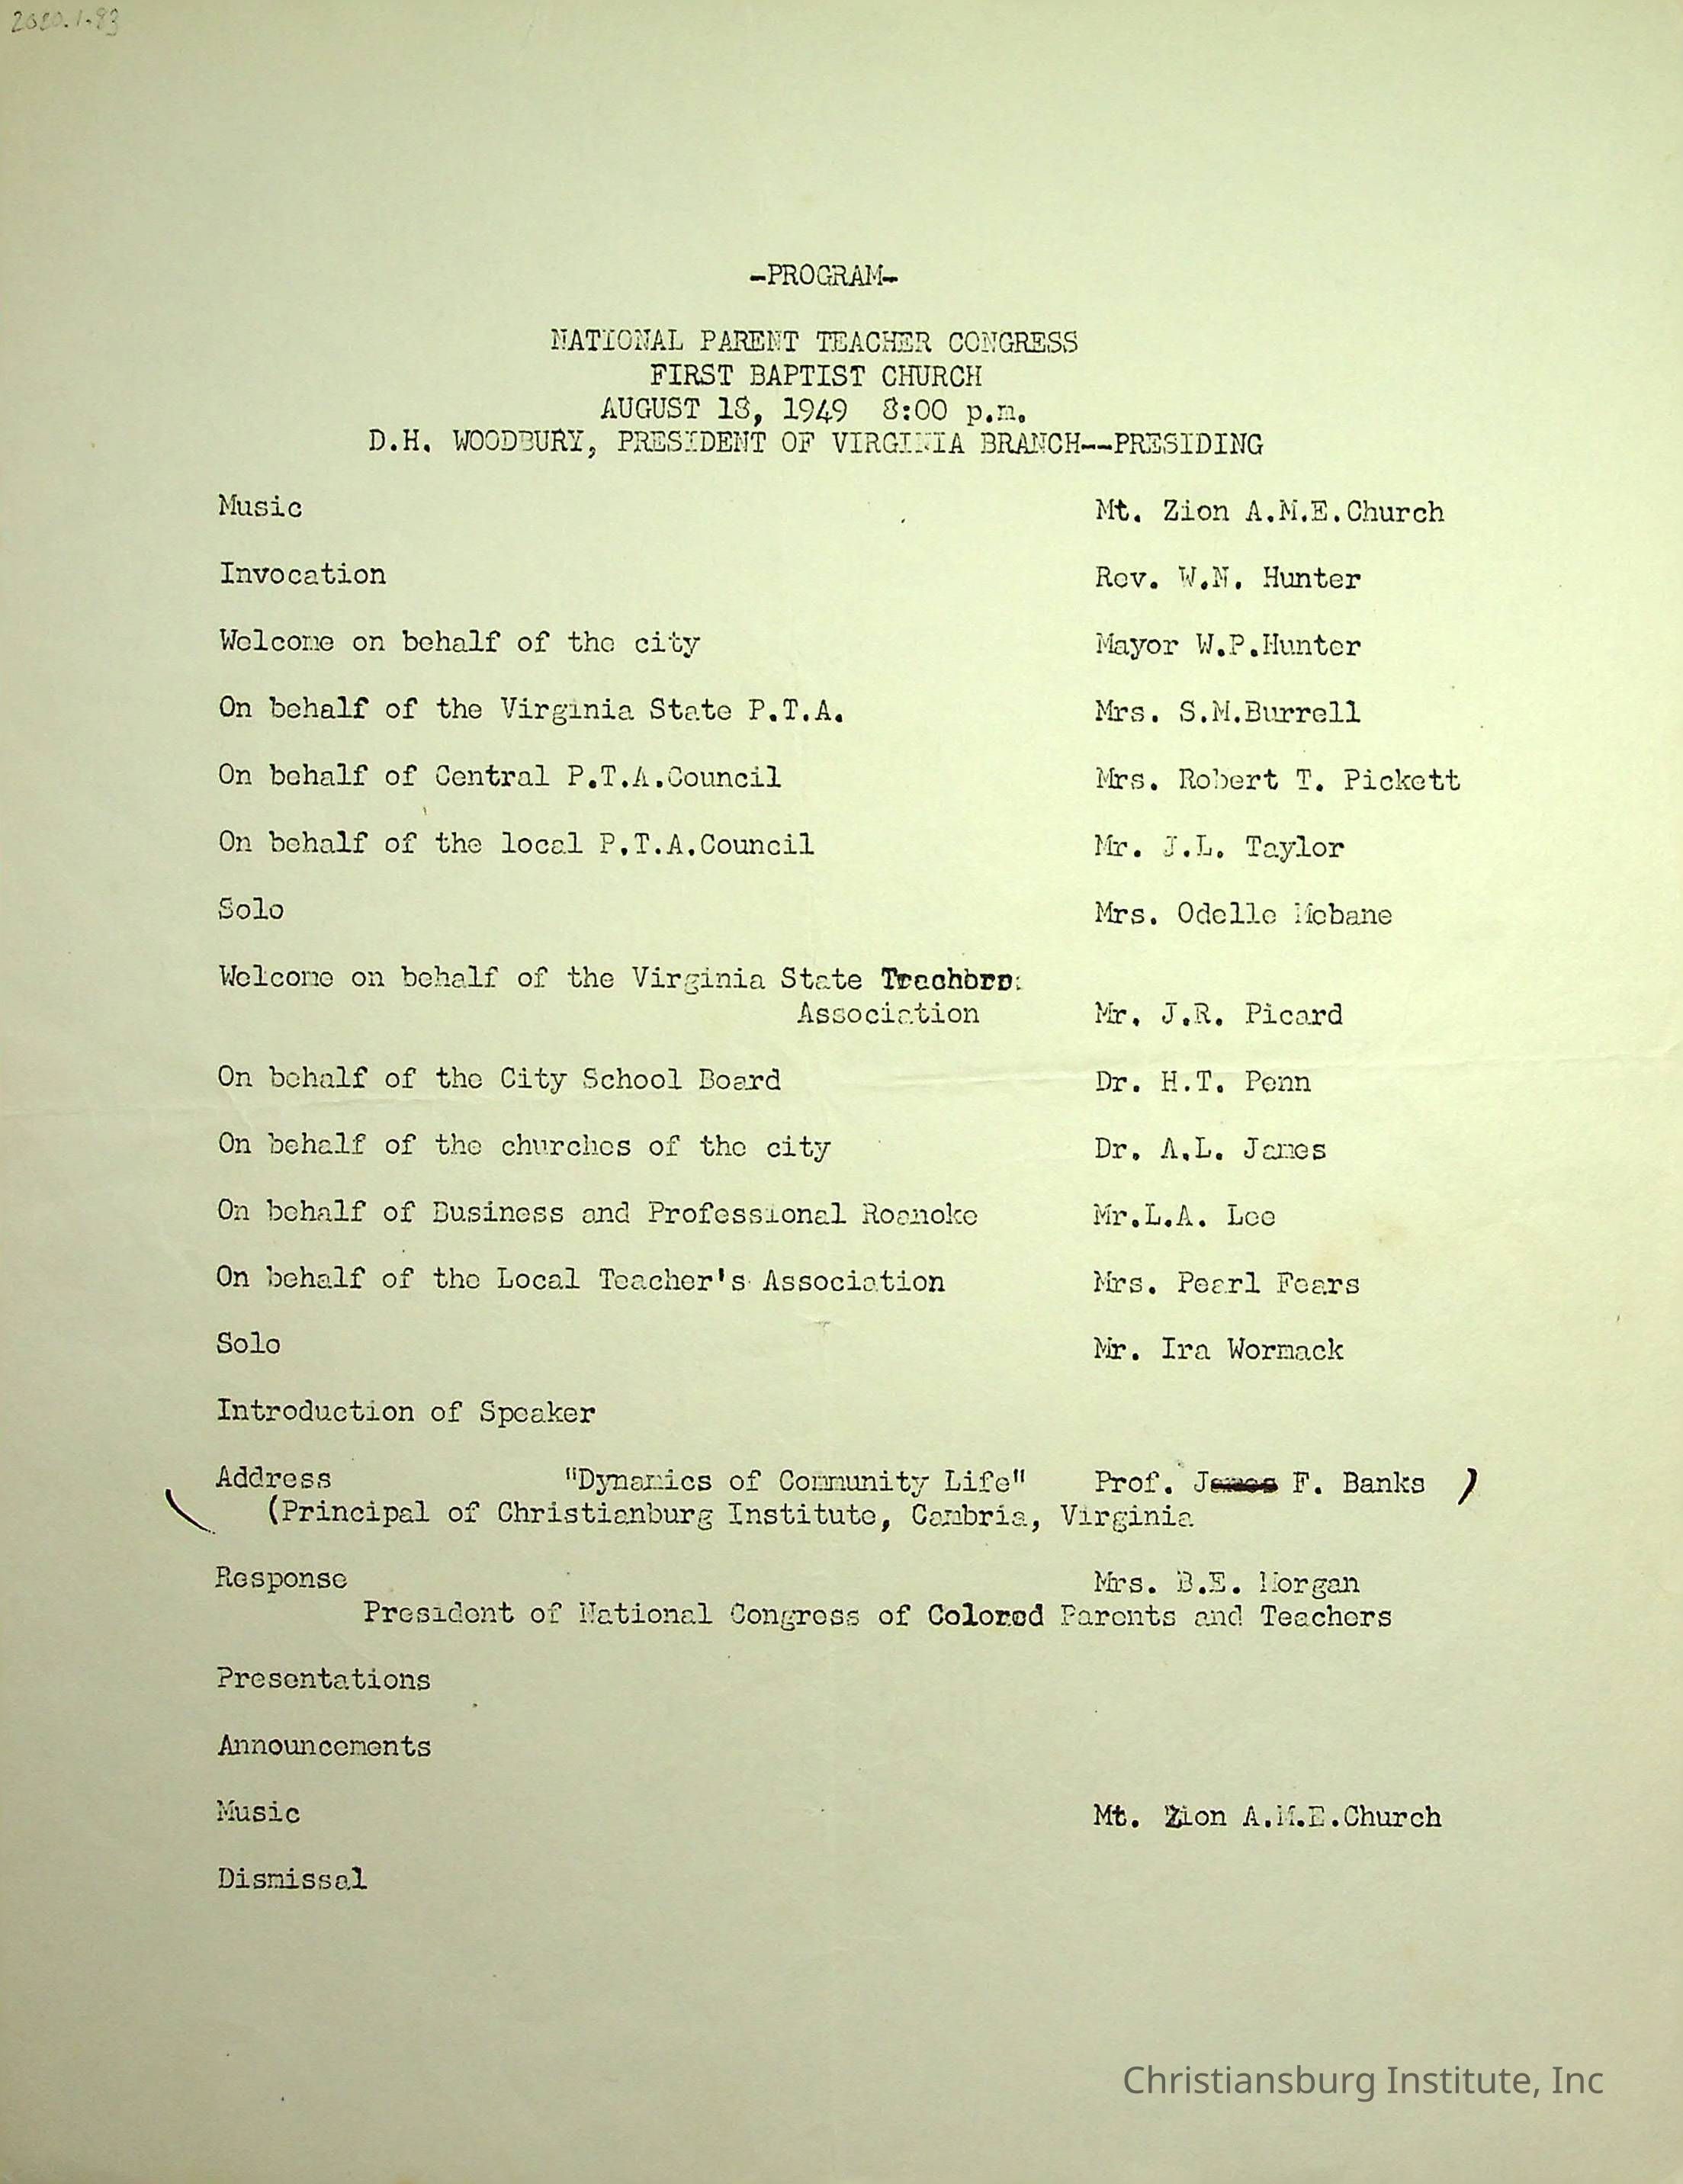 2020.1.93
-PROGRAM-
NATIONAL PARENT TEACHER CONGRESS
FIRST BAPTIST CHURCH
AUGUST 18, 1949 8:00 p.m.
D.H. WOODBURY, PRESIDENT OF VIRGINIA BRANCH--PRESIDING
Music Mt. Zion A.M.E.Church
Invocation Rev. W.N. Hunter
Welcome on behalf of the city Mayor W.P.Hunter
On behalf of the Virginia State P.T.A. Mrs. S.M.Burrell
On behalf of Central P.T.A.Council Mrs. Robert T. Pickett
On behalf of the local P.T.A.Council Mr. J.L. Taylor
Solo Mrs. Odelle Mebane
Welcome on behalf of the Virginia State Teachers
Association Mr. J.R. Picard
On behalf of the City School Board Dr. H.T. Penn
On behalf of the churches of the city Dr. A.L. James
On behalf of Business and Professional Roanoke Mr.L.A. Lee
On behalf of the Local Teacher's Association Mrs. Pearl Fears
Solo Mr. Ira Wormack
Introduction of Speaker
Address "Dynamics of Community Life" Prof. James F. Banks )
( (Principal of Christianburg Institute, Cambria, Virginia
Response Mrs. B.E. Morgan
President of National Congress of Colored Parents and Teachers
Presentations
Announcements
Music Mt. Zion A.M.E.Church
Dismissal
Christiansburg Institute, Inc